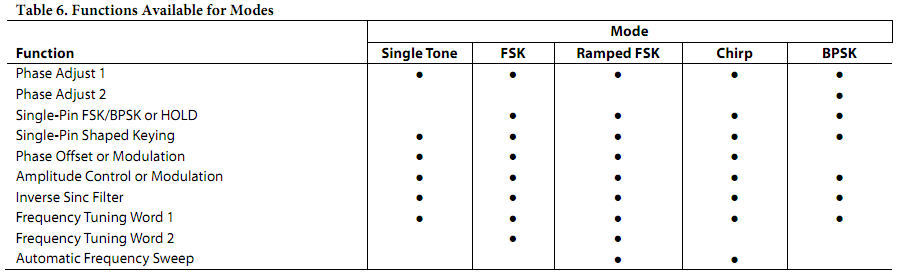 Table 6. Functions Available for Modes
Mode
Function Single Tone FSK Ramped FSK Chirp BPSK
Phase Adjust 1 ● ● ● ● ●
Phase Adjust 2 ●
Single-Pin FSK/BPSK or HOLD ● ● ● ●
Single-Pin Shaped Keying ● ● ● ● ●
Phase Offset or Modulation ● ● ● ●
Amplitude Control or Modulation ● ● ● ● ●
Inverse Sinc Filter ● ● ● ● ●
Frequency Tuning Word 1 ● ● ● ● ●
Frequency Tuning Word 2 ● ●
Automatic Frequency Sweep ● ●